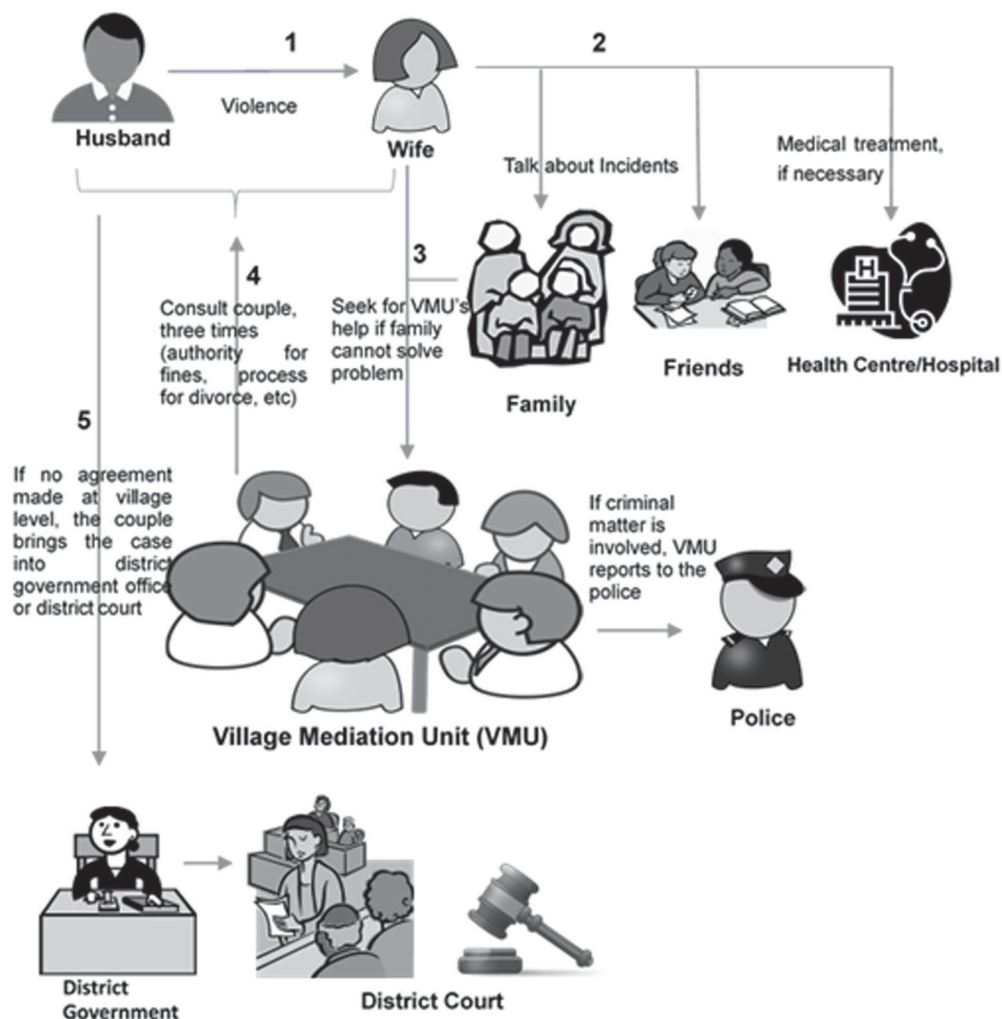 1
Violence
Husband
Wife
2
Talk about Incidents
Medical treatment,
if necessary
Family
Friends
H
Health Centre/Hospital
3
Seek for VMU's
help if family
cannot solve
problem
4
Consult couple,
three times
(authority for
fines, process
for divorce, etc)
5
If no agreement
made at village
level, the couple
brings the case
into district
government office
or district court
If criminal
matter is
involved, VMU
reports to the
police
Police
Village Mediation Unit (VMU)
District
Government
District Court